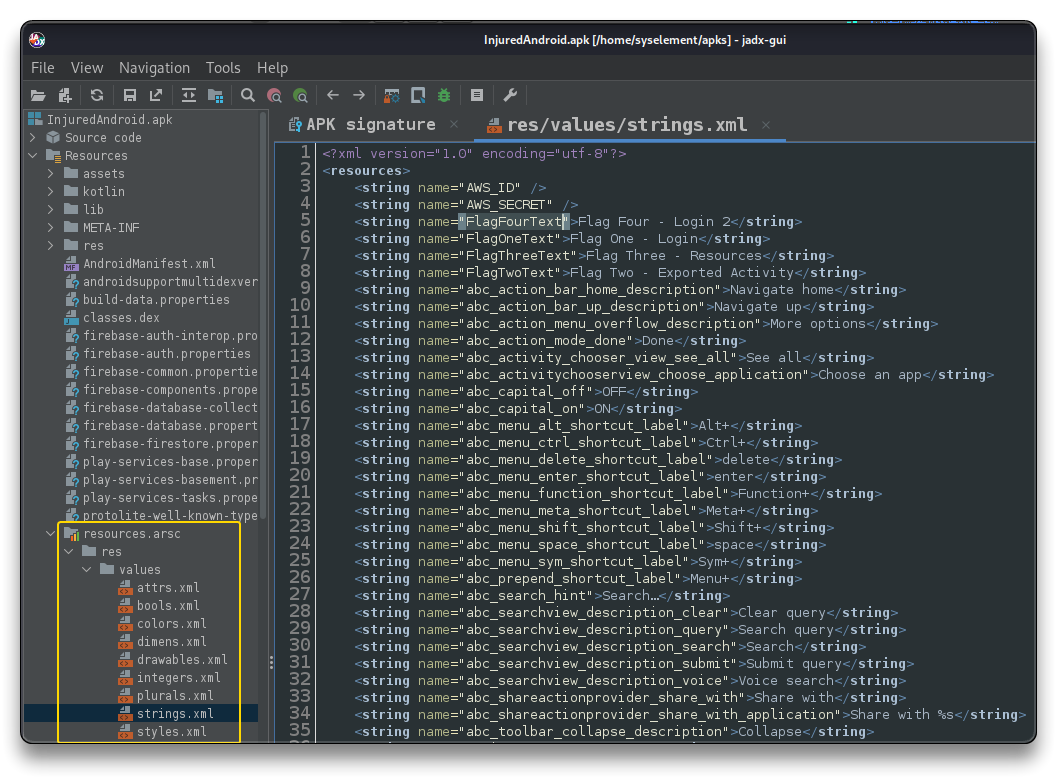 InjuredAndroid.apk [/home/syselement/apks] - jadx-gui
File View Navigation Tools Help
InjuredAndroid.apk
Source code
Resources
assets
kotlin
lib
META-INF
res
AndroidManifest.xml
androidsupportmultidexver
build-data.properties
classes.dex
firebase-auth-interop.pro
firebase-auth.properties
firebase-common.propertie
firebase-components.prope
firebase-database-collect
firebase-database.propert
firebase-firestore.proper
play-services-base.proper
play-services-basement.pr
play-services-tasks.prope
protolite-well-known-type
resources.arsc
res
values
attrs.xml
bools.xml
colors.xml
dimens.xml
drawables.xml
integers.xml
plurals.xml
strings.xml
styles.xml
APK signature × res/values/strings.xml ×
1 <?xml version="1.0" encoding="utf-8"?>
2 <resources>
3 <string name="AWS_ID" />
4 <string name="AWS_SECRET" />
5 <string name="FlagFourText">Flag Four - Login 2</string>
6 <string name="FlagOneText">Flag One - Login</string>
7 <string name="FlagThreeText">Flag Three - Resources</string>
8 <string name="FlagTwoText">Flag Two - Exported Activity</string>
9 <string name="abc_action_bar_home_description">Navigate home</string>
10 <string name="abc_action_bar_up_description">Navigate up</string>
11 <string name="abc_action_menu_overflow_description">More options</string>
12 <string name="abc_action_mode_done">Done</string>
13 <string name="abc_activity_chooser_view_see_all">See all</string>
14 <string name="abc_activitychooserview_choose_application">Choose an app</string>
15 <string name="abc_capital_off">OFF</string>
16 <string name="abc_capital_on">ON</string>
17 <string name="abc_menu_alt_shortcut_label">Alt+</string>
18 <string name="abc_menu_ctrl_shortcut_label">Ctrl+</string>
19 <string name="abc_menu_delete_shortcut_label">delete</string>
20 <string name="abc_menu_enter_shortcut_label">enter</string>
21 <string name="abc_menu_function_shortcut_label">Function+</string>
22 <string name="abc_menu_meta_shortcut_label">Meta+</string>
23 <string name="abc_menu_shift_shortcut_label">Shift+</string>
24 <string name="abc_menu_space_shortcut_label">space</string>
25 <string name="abc_menu_sym_shortcut_label">Sym+</string>
26 <string name="abc_prepend_shortcut_label">Menu+</string>
27 <string name="abc_search_hint">Search…</string>
28 <string name="abc_searchview_description_clear">Clear query</string>
29 <string name="abc_searchview_description_query">Search query</string>
30 <string name="abc_searchview_description_search">Search</string>
31 <string name="abc_searchview_description_submit">Submit query</string>
32 <string name="abc_searchview_description_voice">Voice search</string>
33 <string name="abc_shareactionprovider_share_with">Share with</string>
34 <string name="abc_shareactionprovider_share_with_application">Share with %s</string>
35 <string name="abc_toolbar_collapse_description">Collapse</string>